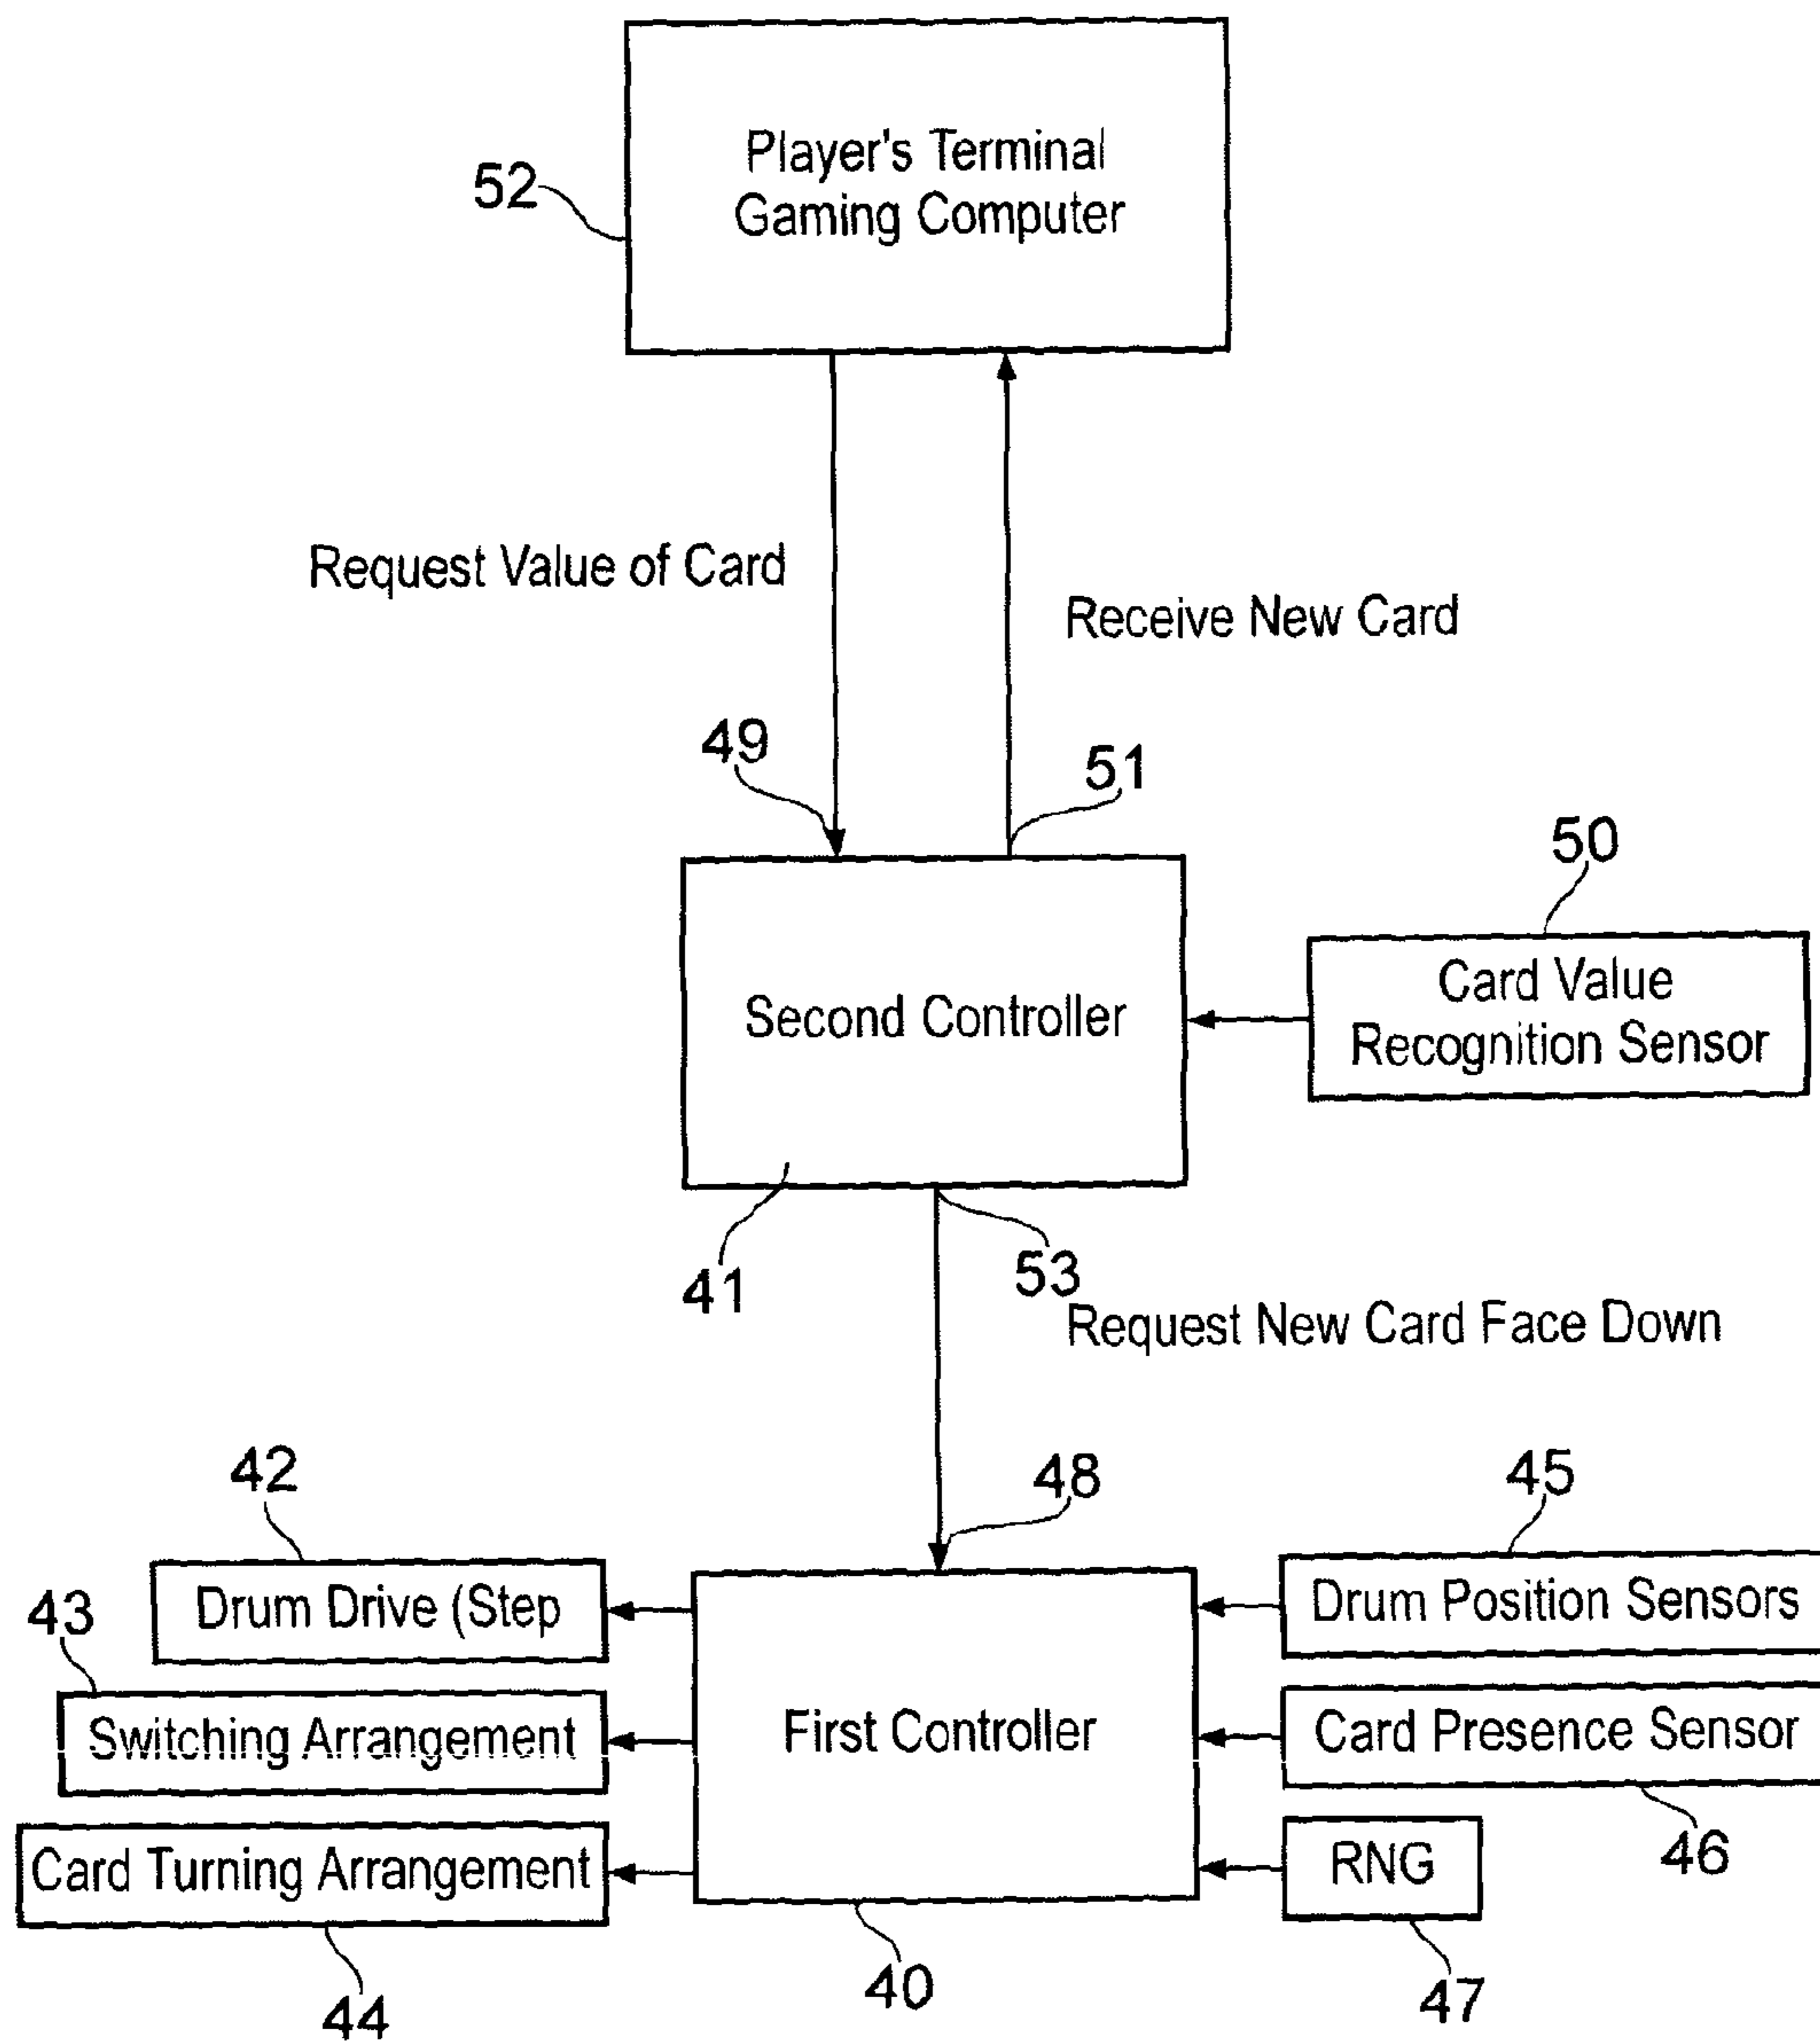 Player's Terminal
Gaming Computer
52
Request Value of Card
Receive New Card
49
51
50
Second Controller
Card Value
Recognition Sensor
41
53
Request New Card Face Down
48
42
45
43
Drum Drive (Step
Drum Position Sensors
Switching Arrangement
First Controller
Card Presence Sensor
Card Turning Arrangement
RNG
46
44
40
47